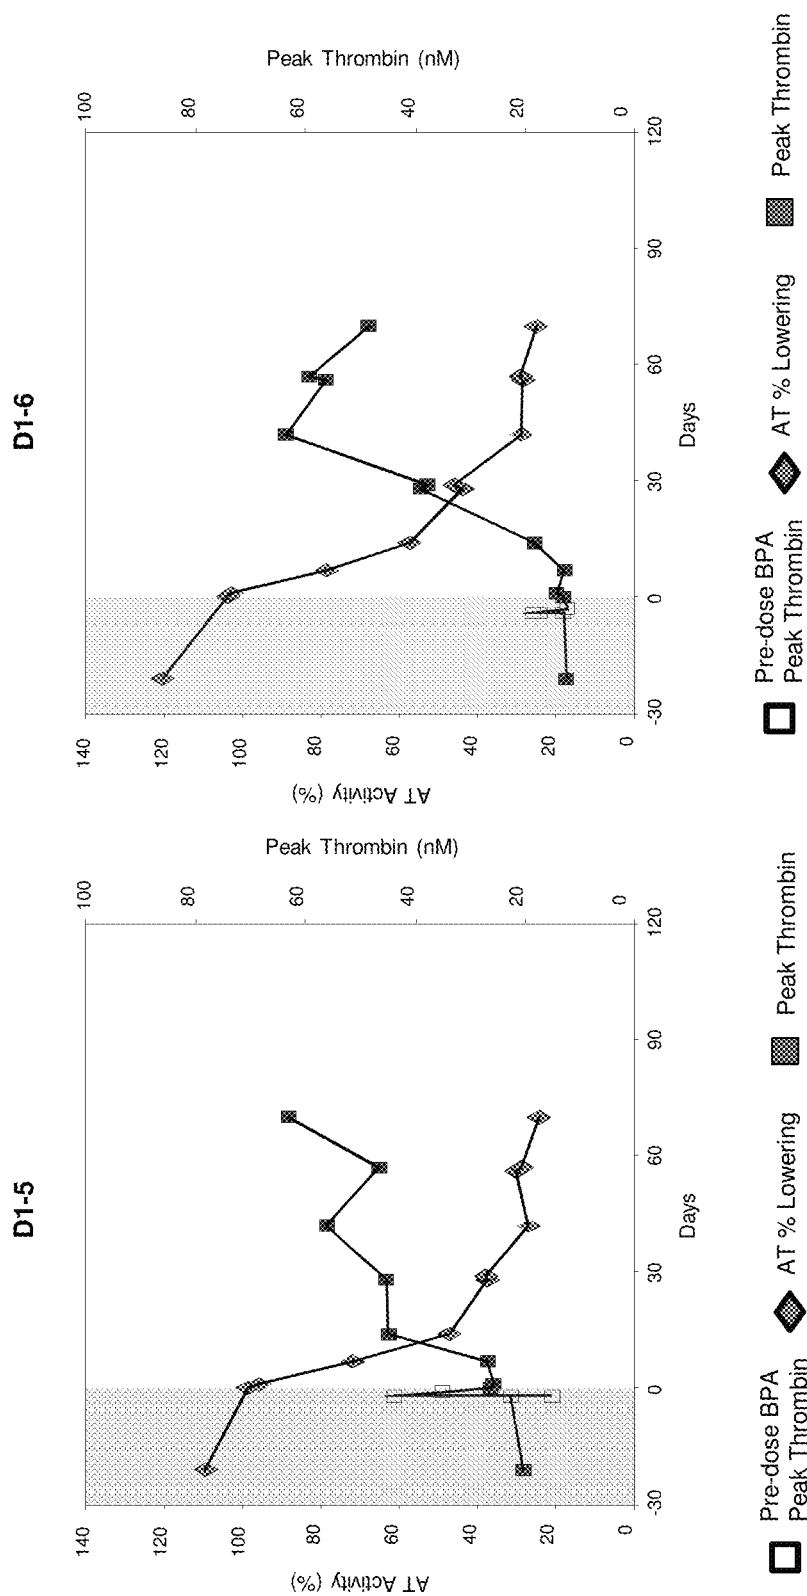 D1-5
AT Activity (%)
140
120
100
80
60
40
20
0
-30
0
30
60
90
120
Days
100
80
60
40
20
0
Peak Thrombin (nM)
Pre-dose BPA
Peak Thrombin
AT % Lowering
Peak Thrombin
D1-6
AT Activity (%)
140
120
100
80
60
40
20
0
-30
0
30
60
90
120
Days
100
80
60
40
20
0
Peak Thrombin (nM)
Pre-dose BPA
Peak Thrombin
AT % Lowering
Peak Thrombin